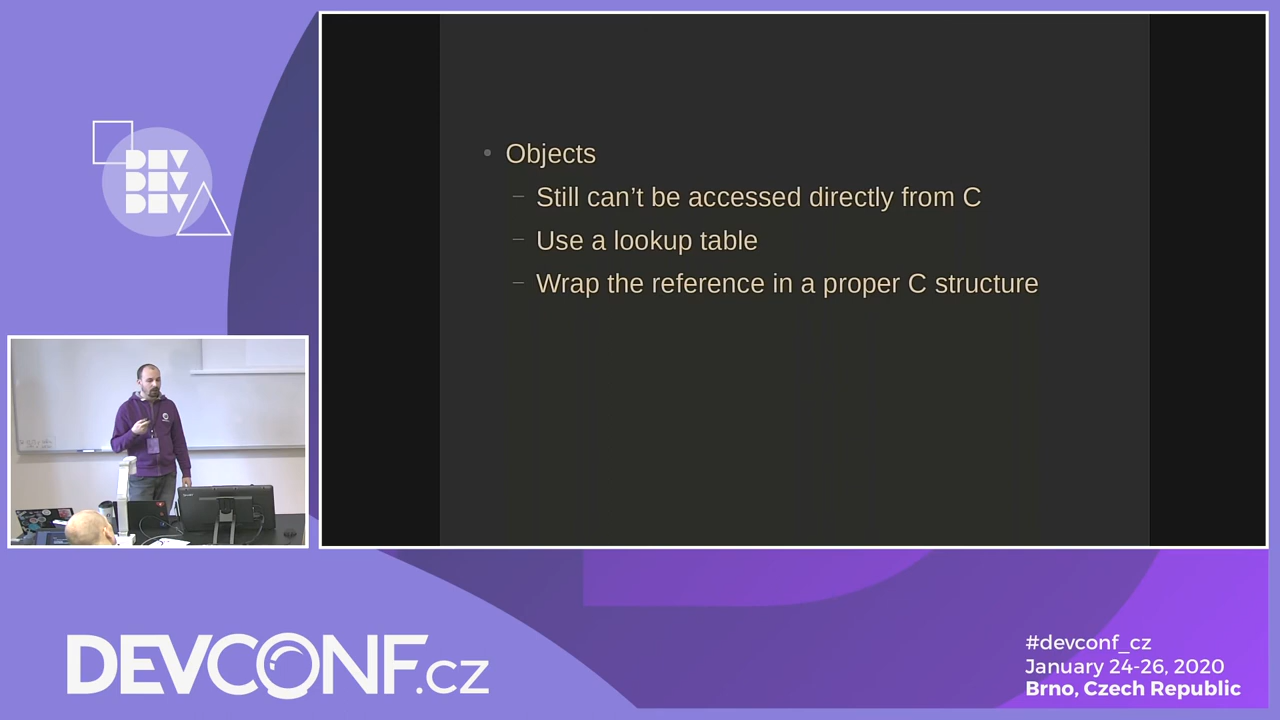 DEV
DEV
DEV
Objects
Still can’t be accessed directly from C
Use a lookup table
Wrap the reference in a proper C structure
DEVCONF.cz
#devconf_cz
January 24-26, 2020
Brno, Czech Republic